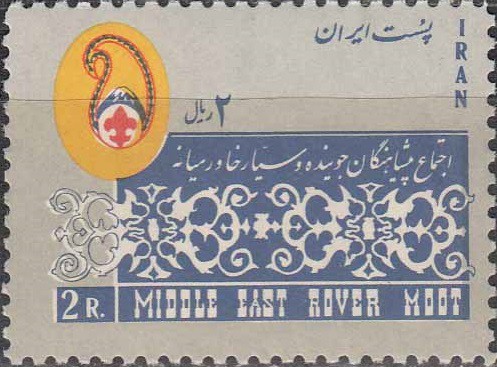 پست ایران
IRAN
۲ ریال
اجتماع پیشاهنگان جوینده و سیار خاورمیانه
2 R.
MIDDLE EAST ROVER MOOT